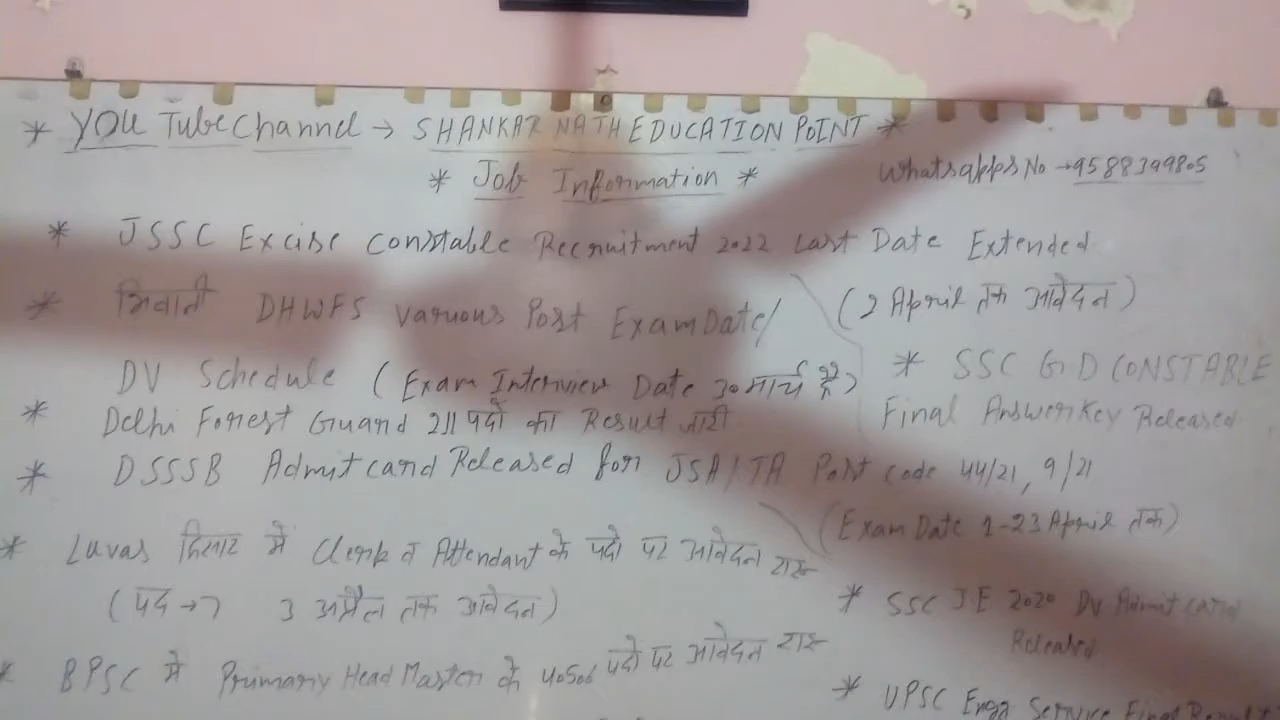 * YOU Tube Channel → SHANKAR NATH EDUCATION POINT *
* Job Information *
Whatsapps No → 9588399805
* JSSC Excise Constable Recruitment 2022 Last Date Extended
(2 April तक आवेदन)
* भिवानी DHWFS various Post Exam Date/
DV Schedule (Exam Interview Date 30 मार्च है)
* SSC GD CONSTABLE
Final Answer Key Released
* Delhi Forest Guard 211 पदों का Result जारी
* DSSSB Admit card Released for JSA/TA Post code 44/21, 9/21
(Exam Date 1-23 April तक)
* Luvas हिसार में Clerk व Attendant के पदों पर आवेदन शुरू
(पद → 7 3 अप्रैल तक आवेदन)
* SSC JE 2020 DV Admit card
Released
* BPSC में Primary Head Master के 40506 पदों पर आवेदन शुरू
* UPSC Engg Service Final Result